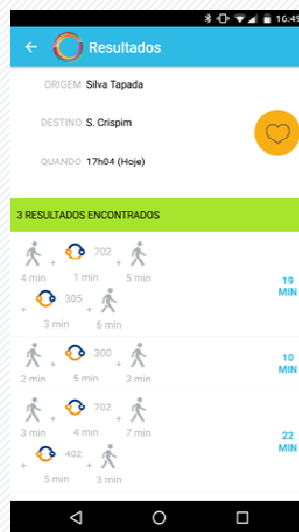 16:49
Resultados
ORIGEM Silva Tapada
DESTINO S. Crispim
QUANDO 17h04 (Hoje)
3 RESULTADOS ENCONTRADOS
+ 702 +
4 min 1 min 5 min
19 MIN
+ 305 +
3 min 6 min
+ 300 +
2 min 5 min 3 min
10 MIN
+ 702 +
3 min 4 min 7 min
22 MIN
+ 402 +
5 min 3 min